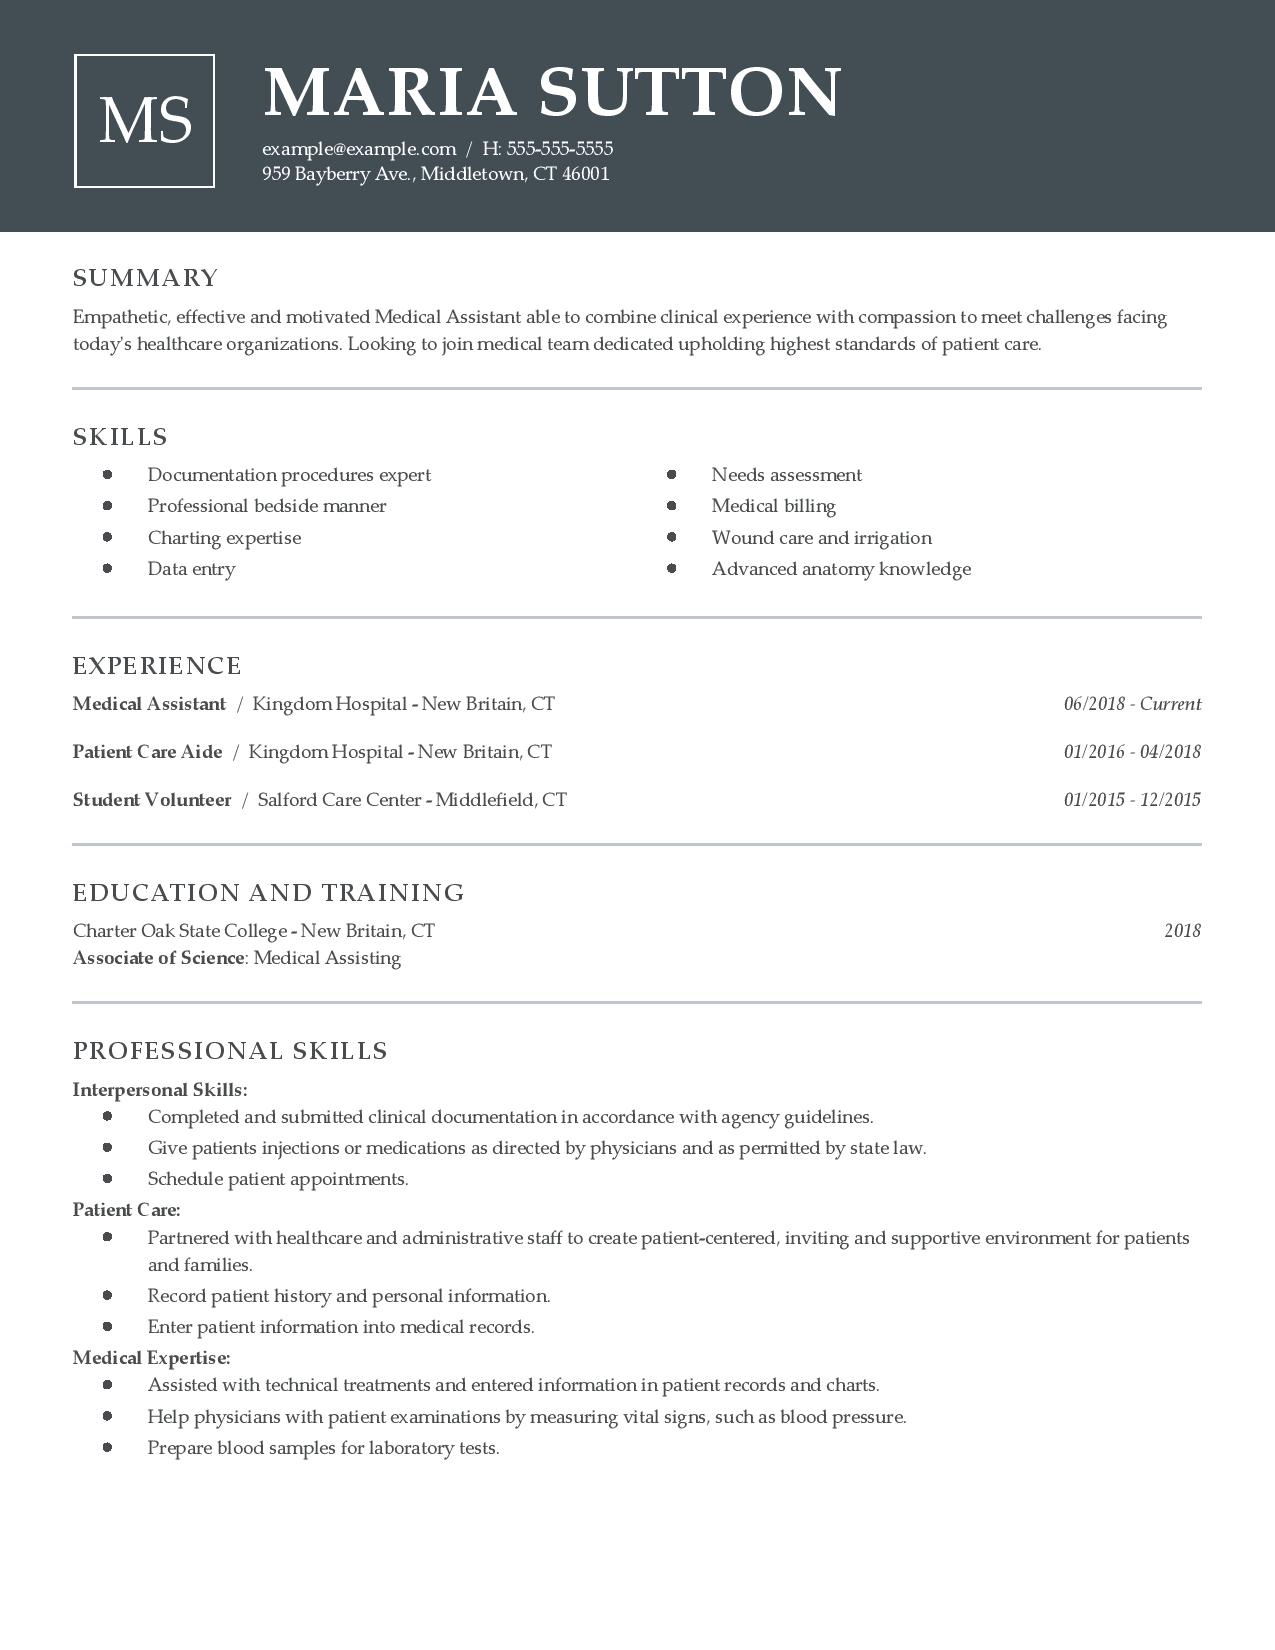 MS
MARIA SUTTON
example@example.com / H: 555-555-5555
959 Bayberry Ave., Middletown, CT 46001
SUMMARY
Empathetic, effective and motivated Medical Assistant able to combine clinical experience with compassion to meet challenges facing
today's healthcare organizations. Looking to join medical team dedicated upholding highest standards of patient care.
SKILLS
● Documentation procedures expert
● Professional bedside manner
● Charting expertise
● Data entry
● Needs assessment
● Medical billing
● Wound care and irrigation
● Advanced anatomy knowledge
EXPERIENCE
Medical Assistant / Kingdom Hospital - New Britain, CT 06/2018 - Current
Patient Care Aide / Kingdom Hospital - New Britain, CT 01/2016 - 04/2018
Student Volunteer / Salford Care Center - Middlefield, CT 01/2015 - 12/2015
EDUCATION AND TRAINING
Charter Oak State College - New Britain, CT 2018
Associate of Science: Medical Assisting
PROFESSIONAL SKILLS
Interpersonal Skills:
● Completed and submitted clinical documentation in accordance with agency guidelines.
● Give patients injections or medications as directed by physicians and as permitted by state law.
● Schedule patient appointments.
Patient Care:
● Partnered with healthcare and administrative staff to create patient-centered, inviting and supportive environment for patients
and families.
● Record patient history and personal information.
● Enter patient information into medical records.
Medical Expertise:
● Assisted with technical treatments and entered information in patient records and charts.
● Help physicians with patient examinations by measuring vital signs, such as blood pressure.
● Prepare blood samples for laboratory tests.